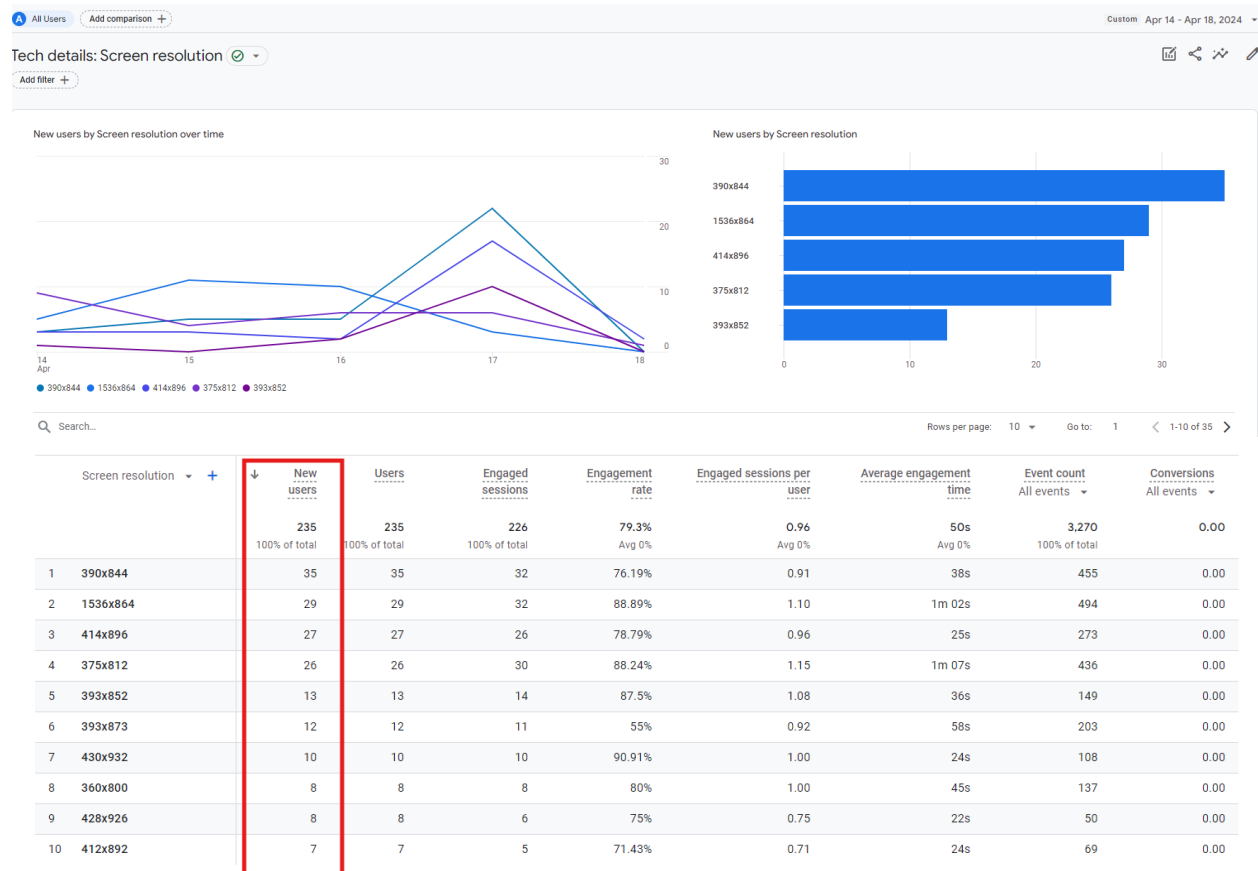 A All Users Add comparison + Custom Apr 14 - Apr 18, 2024
Tech details: Screen resolution
Add filter +
New users by Screen resolution over time
30
20
10
0
14 15 16 17 18
Apr
390x844 1536x864 414x896 375x812 393x852
New users by Screen resolution
390x844
1536x864
414x896
375x812
393x852
0 10 20 30
Search... Rows per page: 10 Go to: 1 1-10 of 35
Screen resolution + New users Users Engaged sessions Engagement rate Engaged sessions per user Average engagement time Event count All events Conversions All events
235 235 226 79.3% 0.96 50s 3,270 0.00
100% of total 100% of total 100% of total Avg 0% Avg 0% Avg 0% 100% of total
1 390x844 35 35 32 76.19% 0.91 38s 455 0.00
2 1536x864 29 29 32 88.89% 1.10 1m 02s 494 0.00
3 414x896 27 27 26 78.79% 0.96 25s 273 0.00
4 375x812 26 26 30 88.24% 1.15 1m 07s 436 0.00
5 393x852 13 13 14 87.5% 1.08 36s 149 0.00
6 393x873 12 12 11 55% 0.92 58s 203 0.00
7 430x932 10 10 10 90.91% 1.00 24s 108 0.00
8 360x800 8 8 8 80% 1.00 45s 137 0.00
9 428x926 8 8 6 75% 0.75 22s 50 0.00
10 412x892 7 7 5 71.43% 0.71 24s 69 0.00